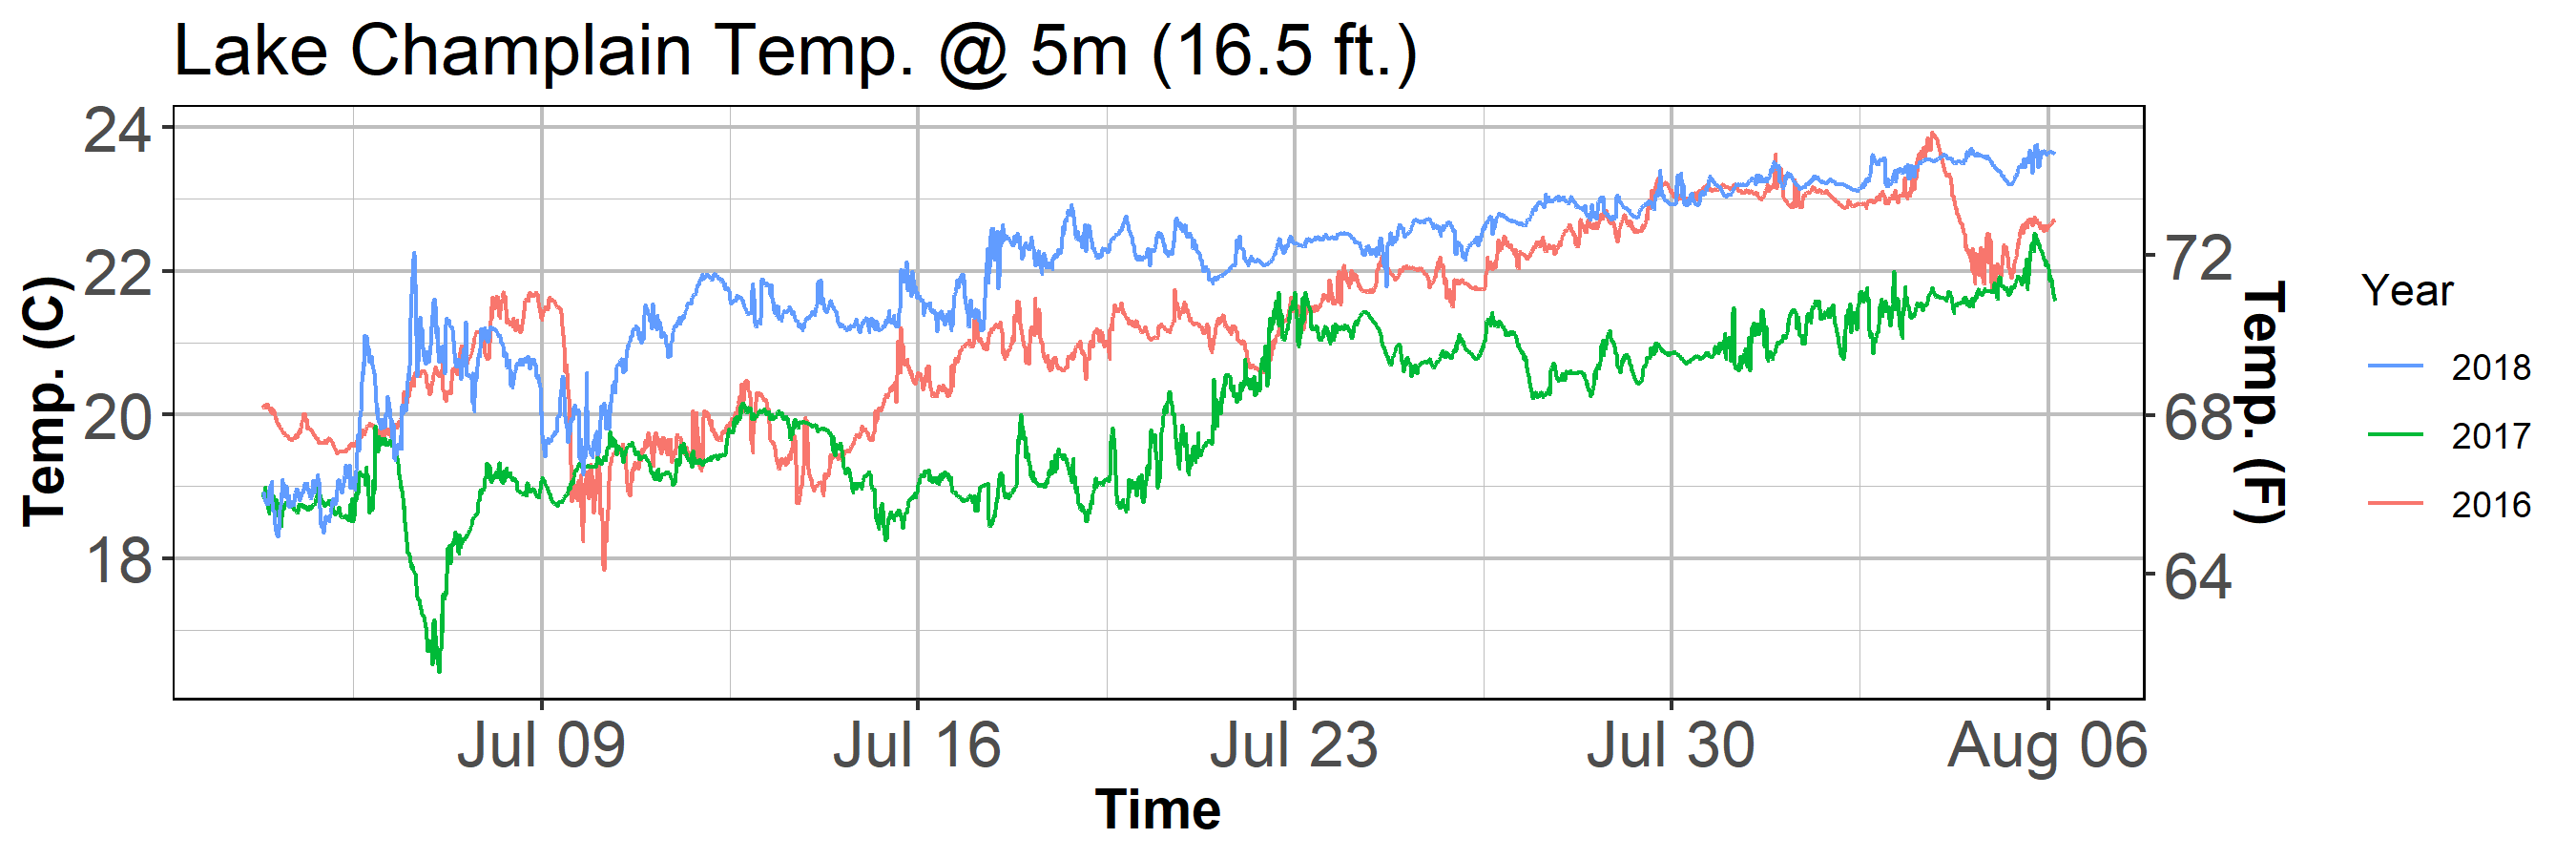 Lake Champlain Temp. @ 5m (16.5 ft.)
24
22
20
18
Temp. (C)
72
68
64
Temp. (F)
Jul 09
Jul 16
Jul 23
Jul 30
Aug 06
Time
Year
2018
2017
2016